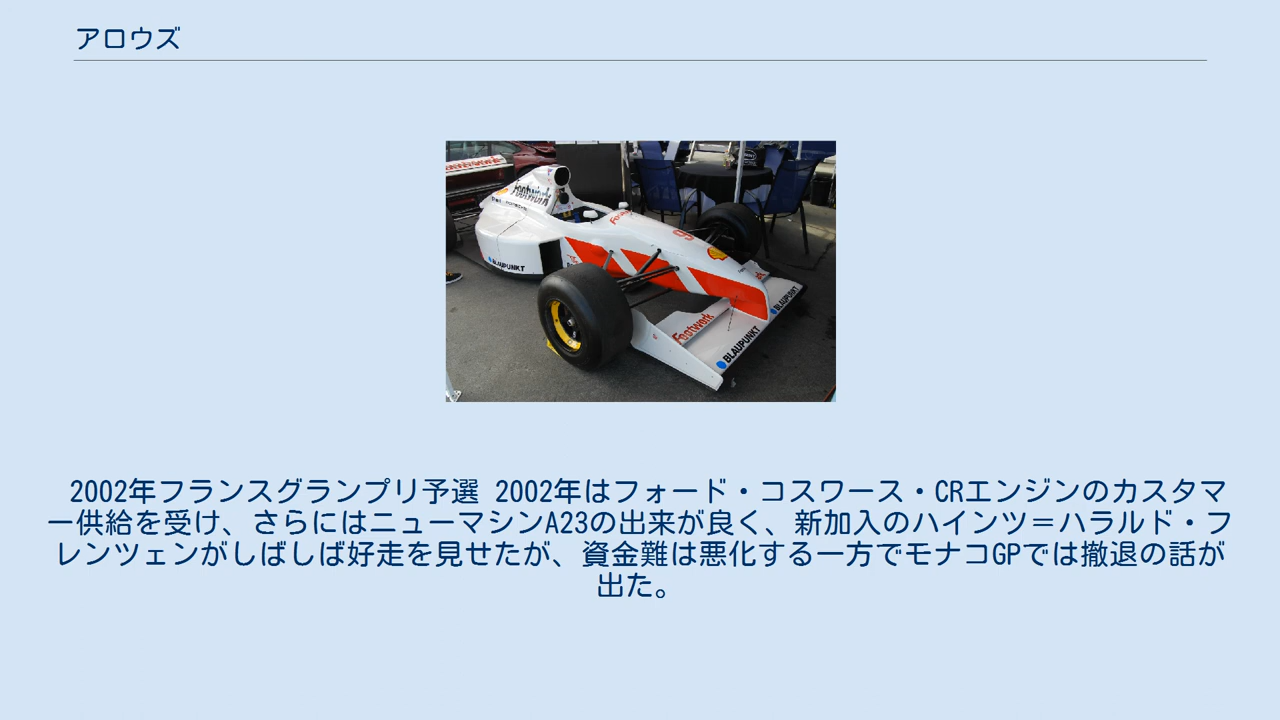 アロウズ
Footwork
BLAUPUNKT
Footwork
BLAUPUNKT
BLAUPUNKT
2002年フランスグランプリ予選 2002年はフォード・コスワース・CRエンジンのカスタマ
ー供給を受け、さらにはニューマシンA23の出来が良く、新加入のハインツ＝ハラルド・フ
レンツェンがしばしば好走を見せたが、資金難は悪化する一方でモナコGPでは撤退の話が
出た。